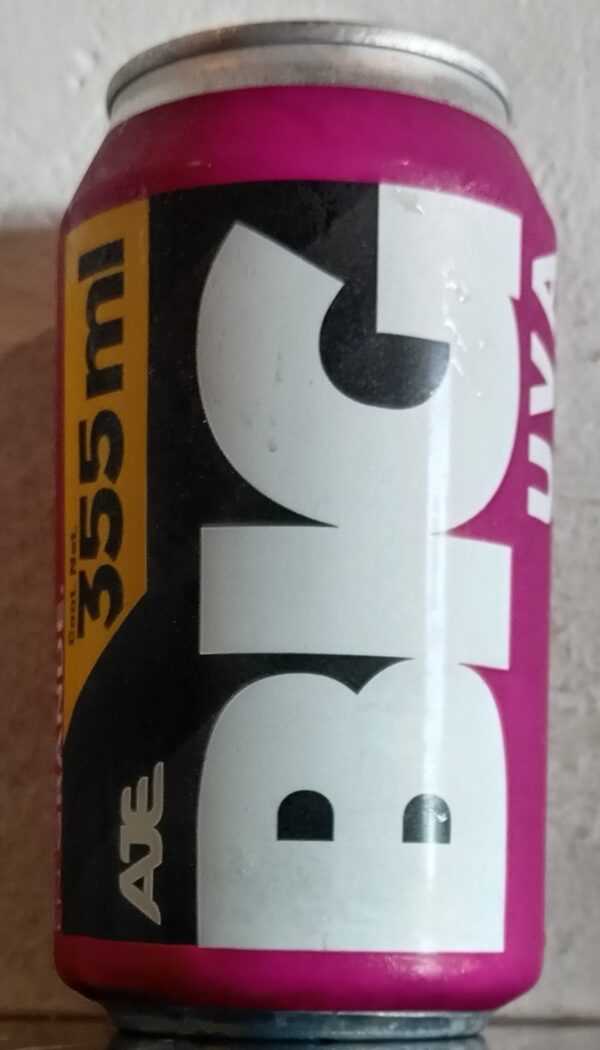 Cont. Net.
355ml
AJE
BIG
UVA